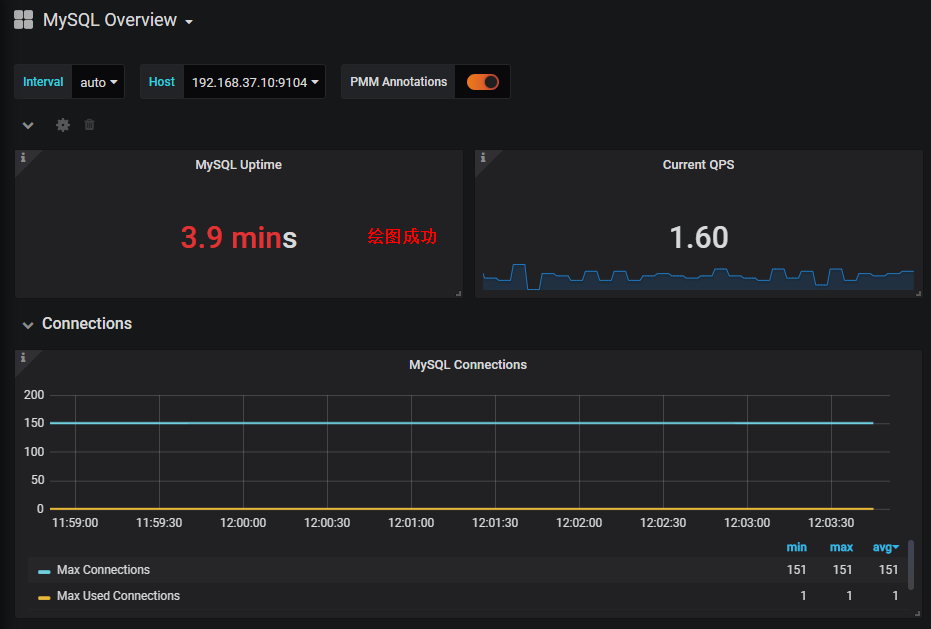 MySQL Overview
Interval auto Host 192.168.37.10:9104 PMM Annotations
MySQL Uptime
3.9 mins
绘图成功
Current QPS
1.60
Connections
MySQL Connections
200
150
100
50
0
11:59:00 11:59:30 12:00:00 12:00:30 12:01:00 12:01:30 12:02:00 12:02:30 12:03:00 12:03:30
min max avg
Max Connections 151 151 151
Max Used Connections 1 1 1